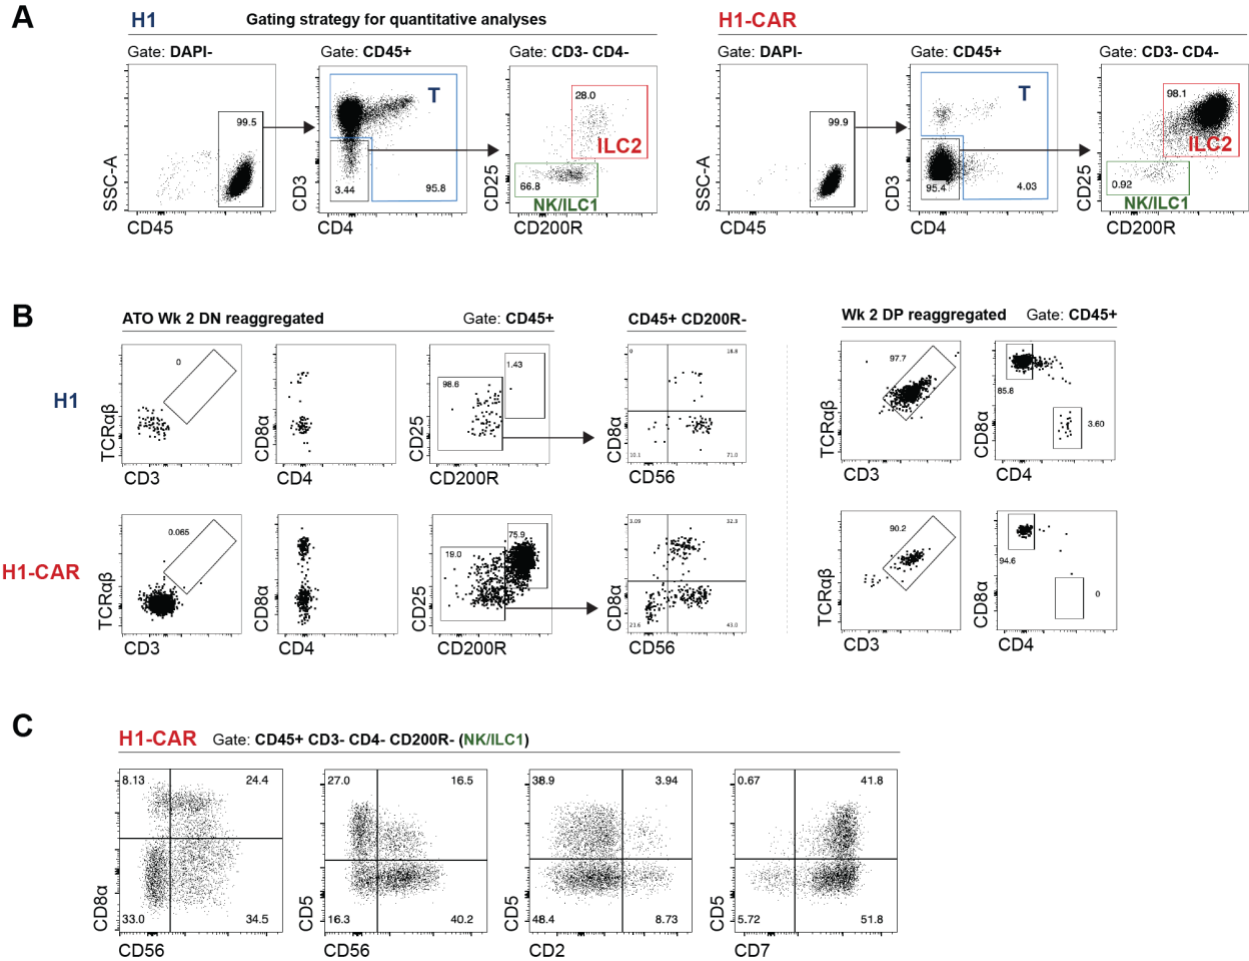 A
H1
Gating strategy for quantitative analyses
H1-CAR
Gate: DAPI-
Gate: CD45+
Gate: CD3- CD4-
Gate: DAPI-
Gate: CD45+
Gate: CD3- CD4-
99.5
T
3.44
95.8
28.0
ILC2
66.8
NK/ILC1
99.9
T
95.4
4.03
98.1
ILC2
0.92
NK/ILC1
SSC-A
CD3
CD25
SSC-A
CD3
CD25
CD45
CD4
CD200R
CD45
CD4
CD200R
B
ATO Wk 2 DN reaggregated
Gate: CD45+
CD45+ CD200R-
Wk 2 DP reaggregated
Gate: CD45+
H1
0
98.6
1.43
0
18.6
10.1
71.0
97.7
85.8
3.60
TCRαβ
CD8α
CD25
CD8α
TCRαβ
CD8α
CD3
CD4
CD200R
CD56
CD3
CD4
H1-CAR
0.065
19.0
75.9
3.09
32.3
21.6
43.0
90.2
94.6
0
TCRαβ
CD8α
CD25
CD8α
TCRαβ
CD8α
CD3
CD4
CD200R
CD56
CD3
CD4
C
H1-CAR
Gate: CD45+ CD3- CD4- CD200R- (NK/ILC1)
8.13
24.4
33.0
34.5
27.0
16.5
16.3
40.2
38.9
3.94
48.4
8.73
0.67
41.8
5.72
51.8
CD8α
CD5
CD5
CD5
CD56
CD56
CD2
CD7